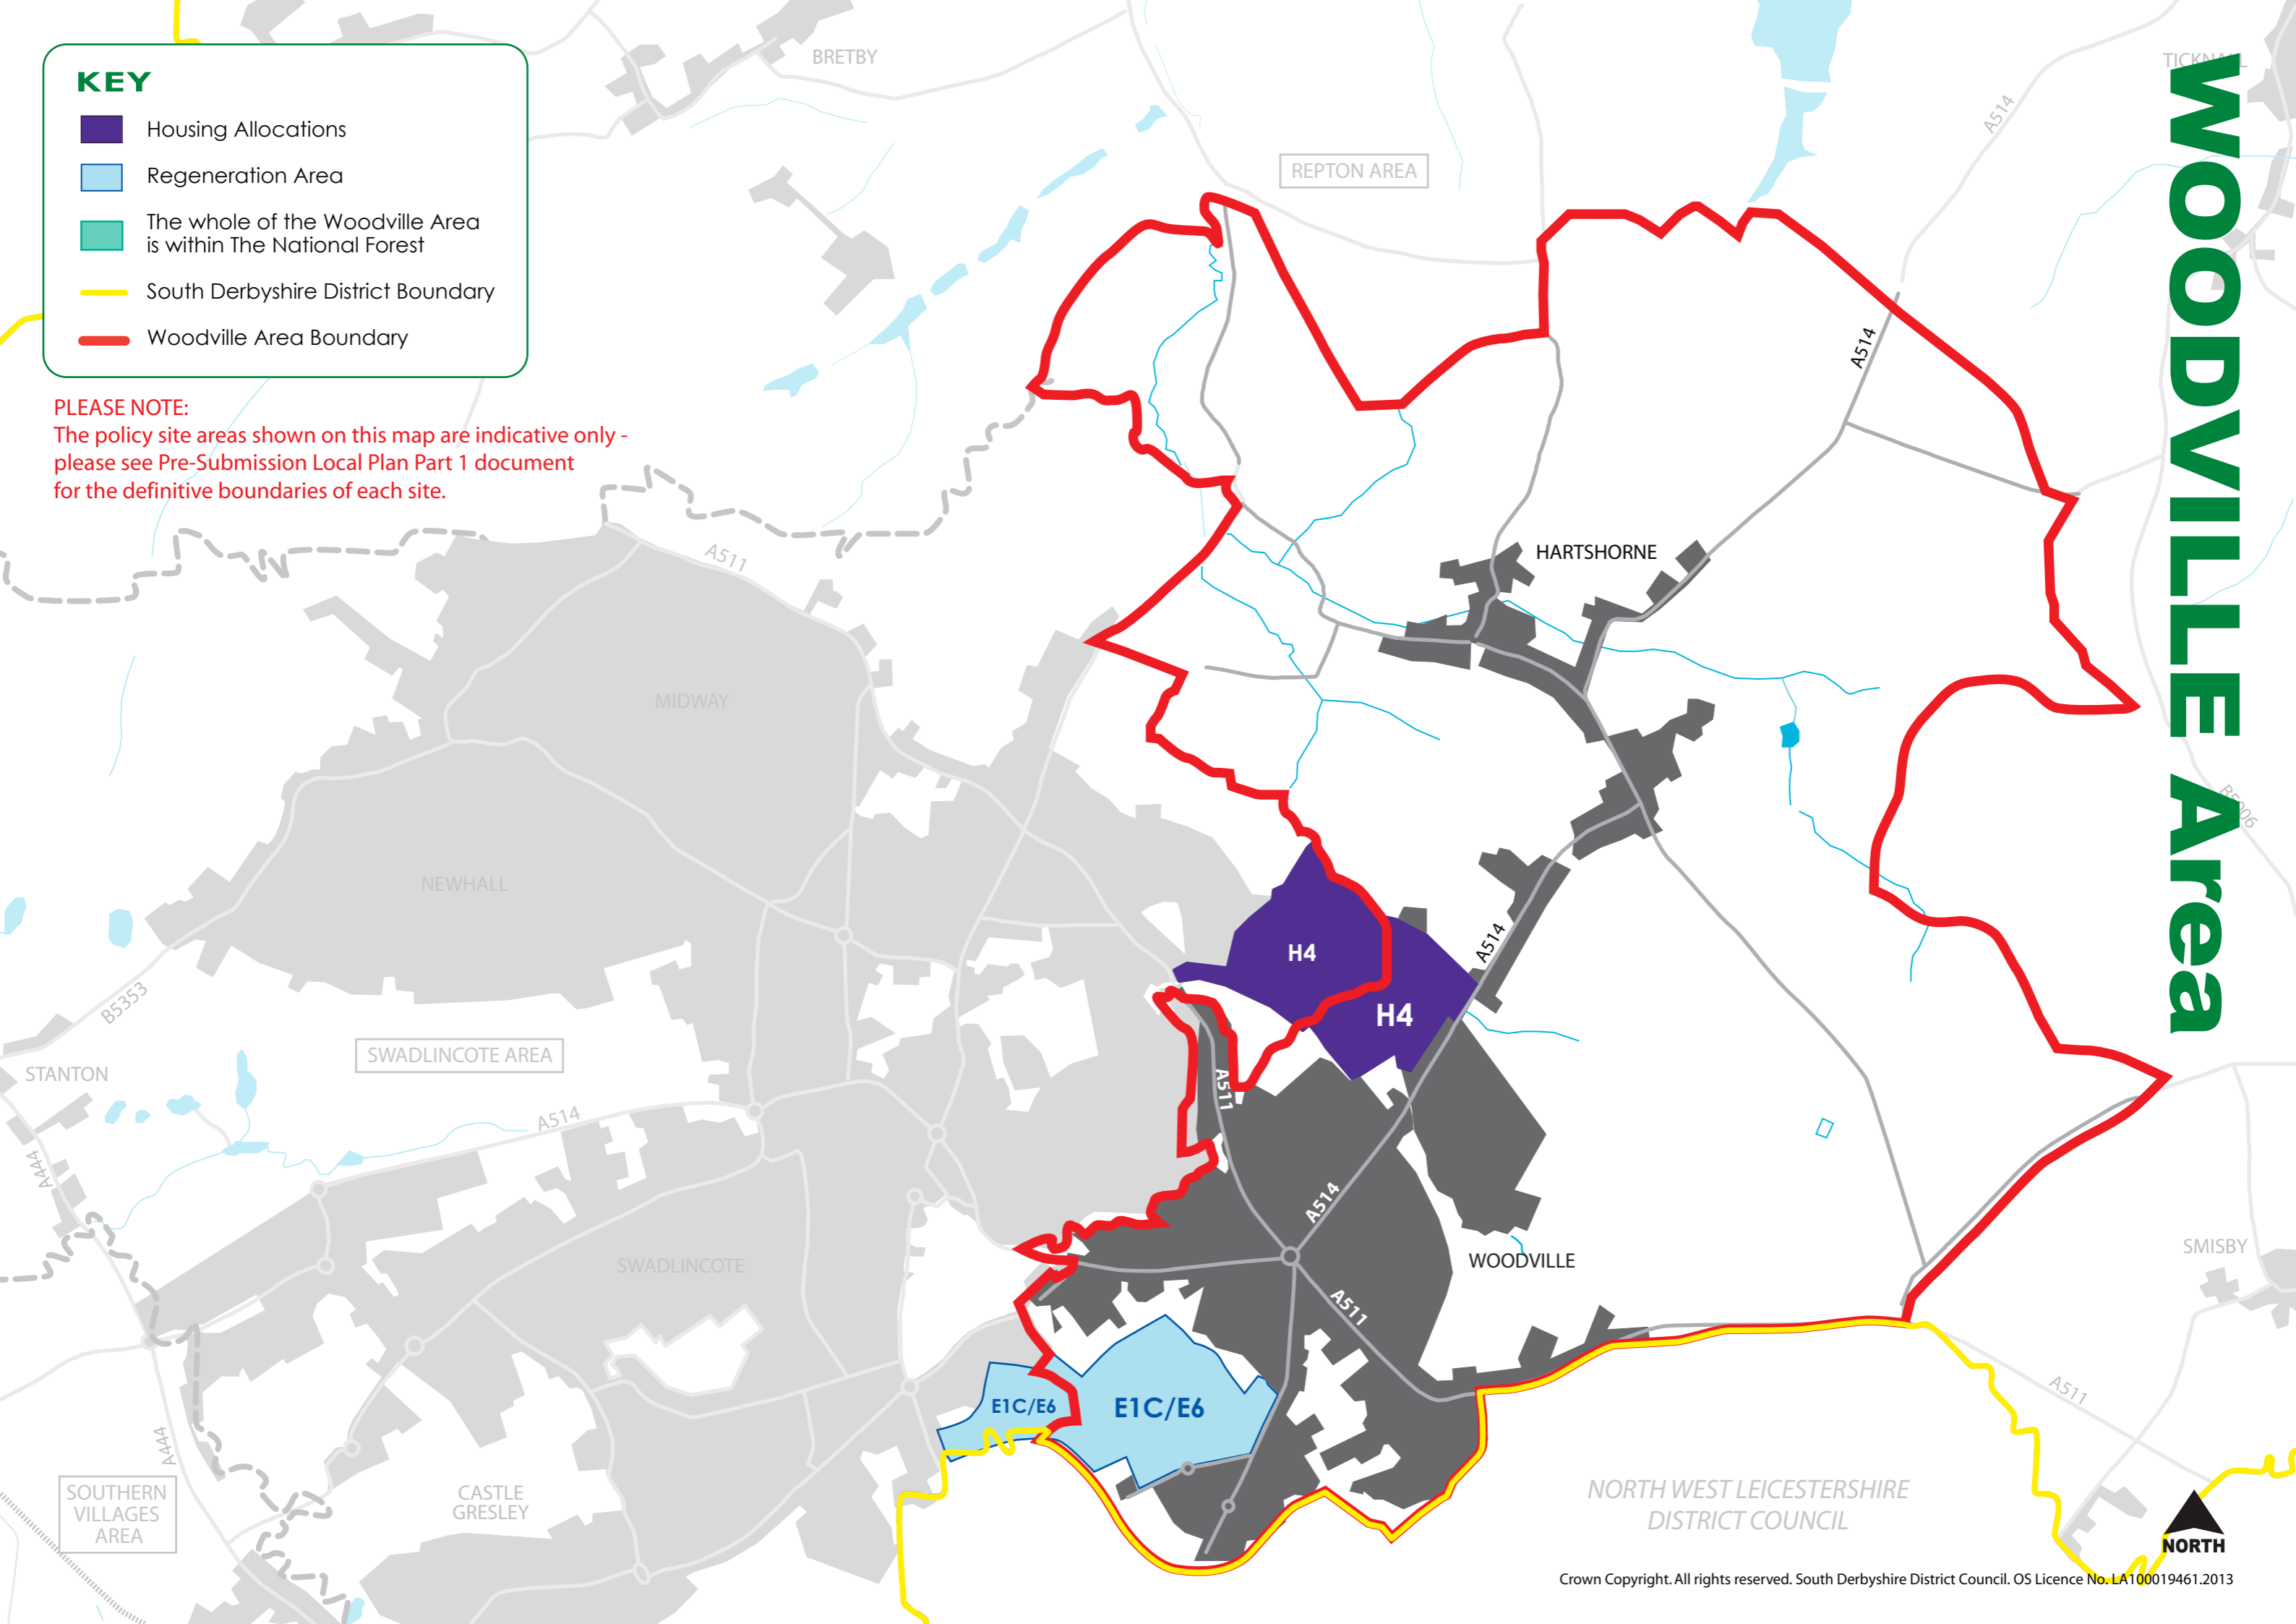 KEY
Housing Allocations
Regeneration Area
The whole of the Woodville Area
is within The National Forest
South Derbyshire District Boundary
Woodville Area Boundary
PLEASE NOTE:
The policy site areas shown on this map are indicative only -
please see Pre-Submission Local Plan Part 1 document
for the definitive boundaries of each site.
WOODVILLE Area
BRETBY
REPTON AREA
TICKNALL
A514
A514
HARTSHORNE
A511
MIDWAY
NEWHALL
B5006
B5353
H4
H4
A514
SWADLINCOTE AREA
STANTON
A514
A444
A511
A514
SWADLINCOTE
WOODVILLE
SMISBY
A511
E1C/E6
E1C/E6
A511
A444
SOUTHERN
VILLAGES
AREA
CASTLE
GRESLEY
NORTH WEST LEICESTERSHIRE
DISTRICT COUNCIL
NORTH
Crown Copyright. All rights reserved. South Derbyshire District Council. OS Licence No. LA100019461.2013